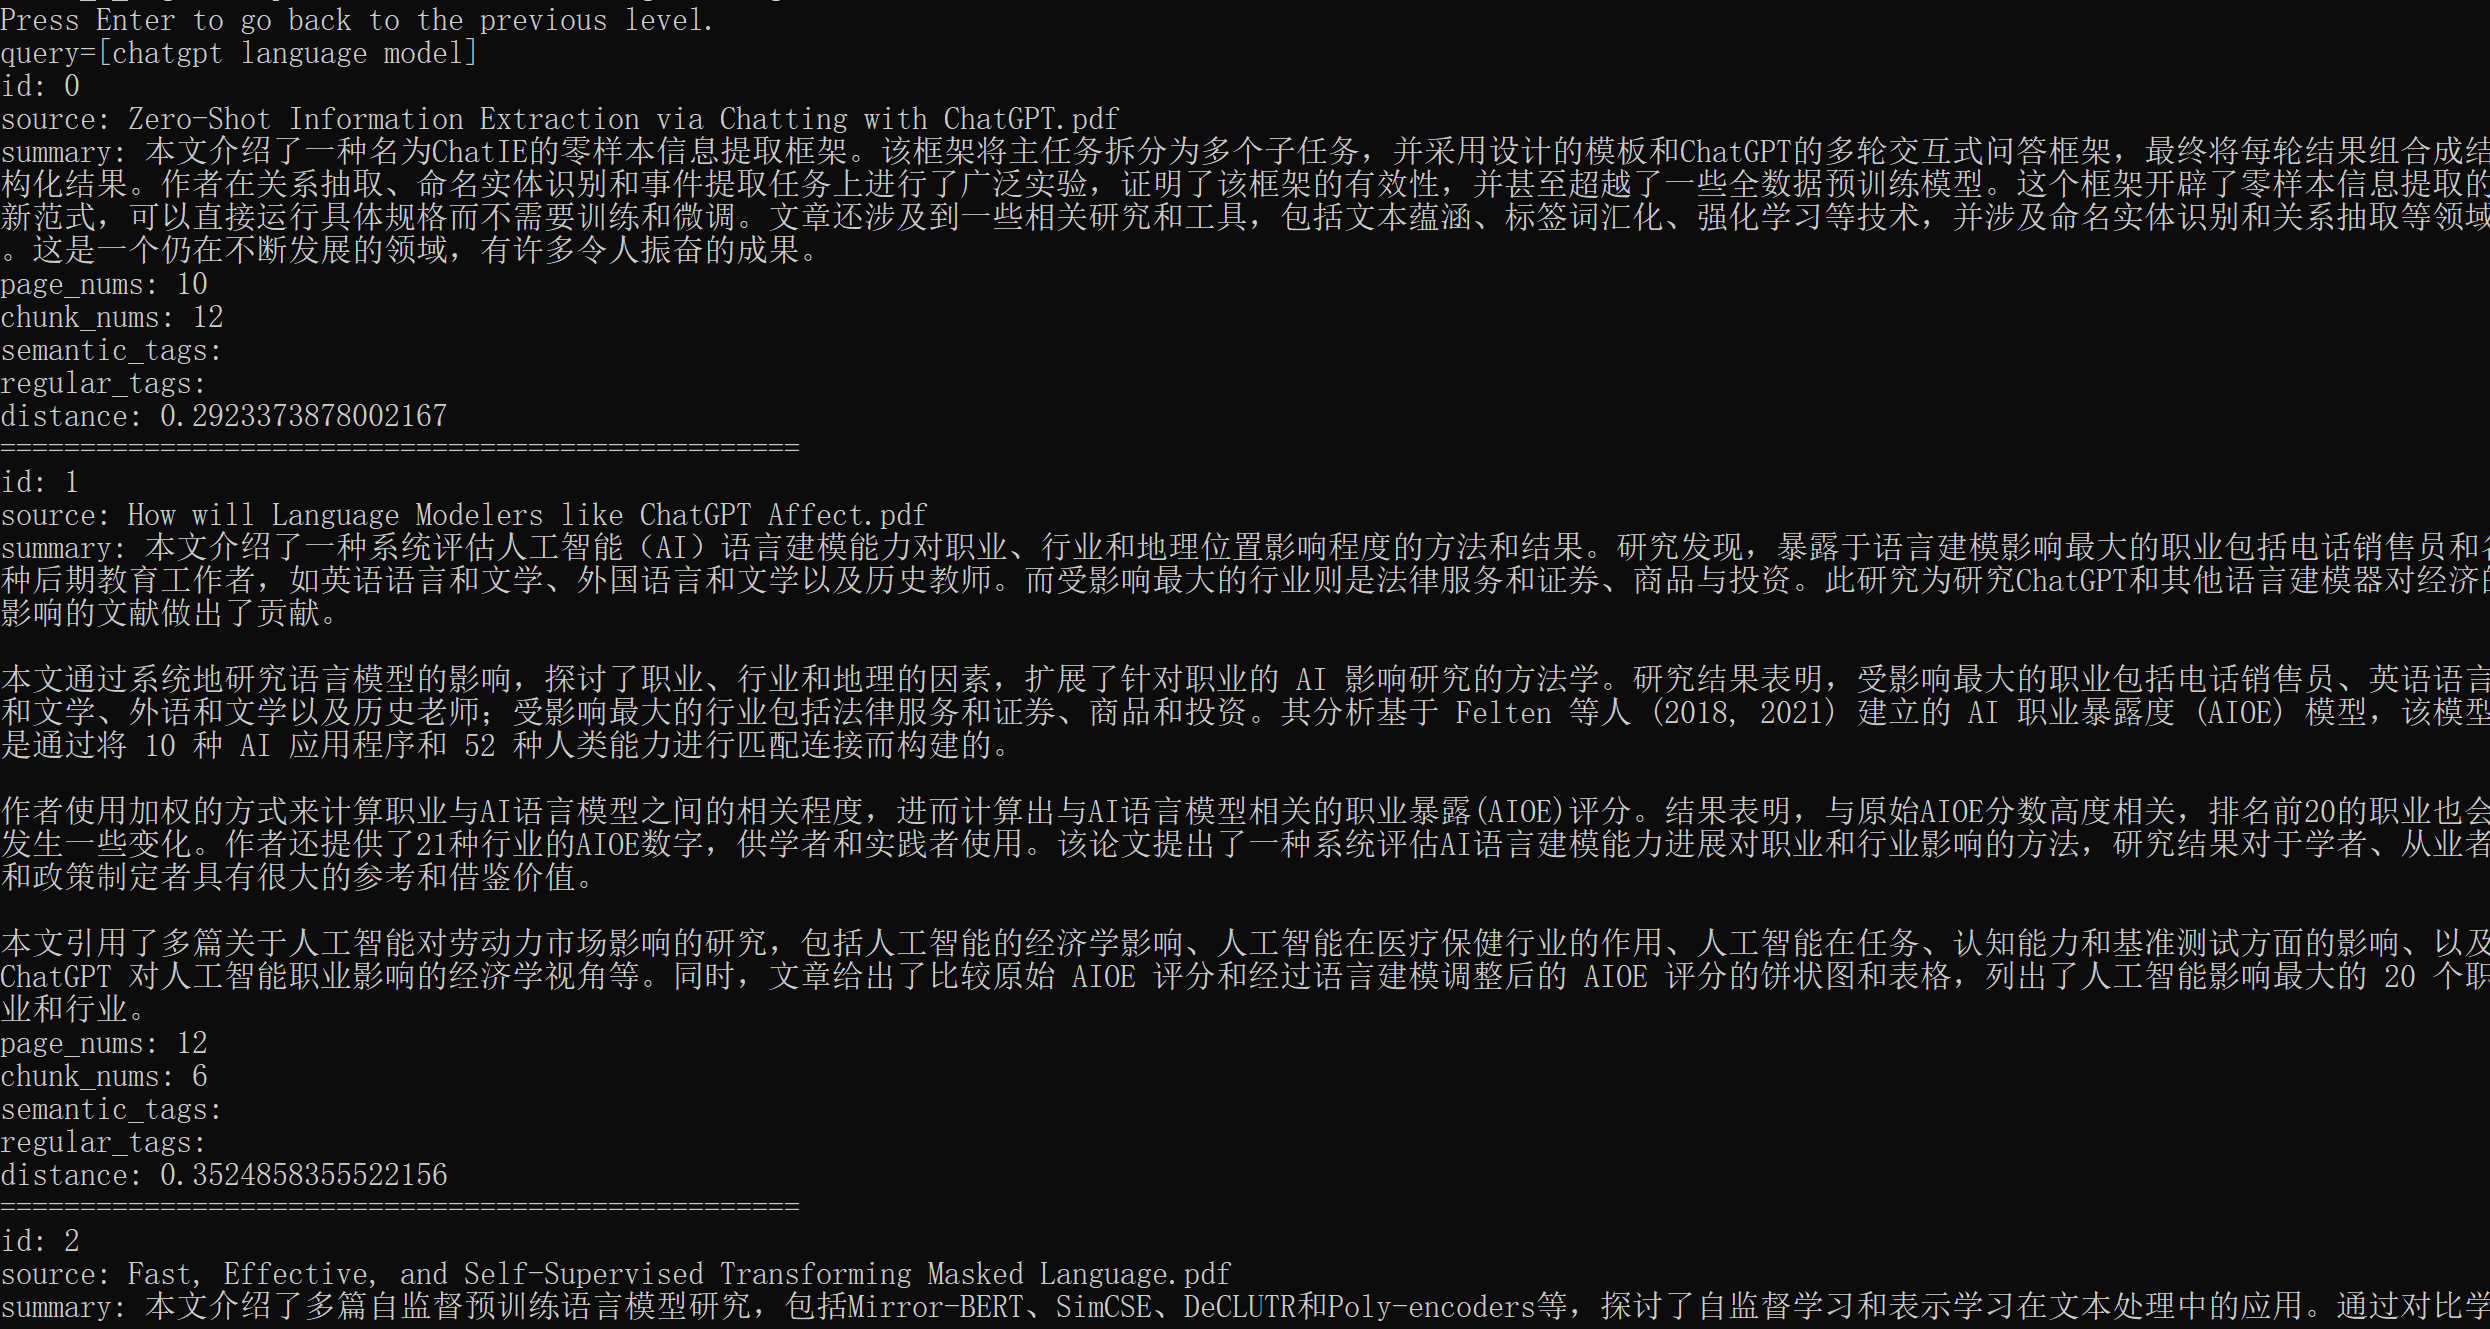 Press Enter to go back to the previous level.
query=[chatgpt language model]
id: 0
source: Zero-Shot Information Extraction via Chatting with ChatGPT.pdf
summary: 本文介绍了一种名为ChatIE的零样本信息提取框架。该框架将主任务拆分为多个子任务，并采用设计的模板和ChatGPT的多轮交互式问答框架，最终将每轮结果组合成结
构化结果。作者在关系抽取、命名实体识别和事件提取任务上进行了广泛实验，证明了该框架的有效性，并甚至超越了一些全数据预训练模型。这个框架开辟了零样本信息提取的
新范式，可以直接运行具体规格而不需要训练和微调。文章还涉及到一些相关研究和工具，包括文本蕴涵、标签词汇化、强化学习等技术，并涉及命名实体识别和关系抽取等领域
。这是一个仍在不断发展的领域，有许多令人振奋的成果。
page_nums: 10
chunk_nums: 12
semantic_tags:
regular_tags:
distance: 0.2923373878002167
==================================================
id: 1
source: How will Language Modelers like ChatGPT Affect.pdf
summary: 本文介绍了一种系统评估人工智能（AI）语言建模能力对职业、行业和地理位置影响程度的方法和结果。研究发现，暴露于语言建模影响最大的职业包括电话销售员和各
种后期教育工作者，如英语语言和文学、外国语言和文学以及历史教师。而受影响最大的行业则是法律服务和证券、商品与投资。此研究为研究ChatGPT和其他语言建模器对经济的
影响的文献做出了贡献。
本文通过系统地研究语言模型的影响，探讨了职业、行业和地理的因素，扩展了针对职业的 AI 影响研究的方法学。研究结果表明，受影响最大的职业包括电话销售员、英语语言
和文学、外语和文学以及历史老师；受影响最大的行业包括法律服务和证券、商品和投资。其分析基于 Felten 等人 (2018, 2021) 建立的 AI 职业暴露度 (AIOE) 模型，该模型
是通过将 10 种 AI 应用程序和 52 种人类能力进行匹配连接而构建的。
作者使用加权的方式来计算职业与AI语言模型之间的相关程度，进而计算出与AI语言模型相关的职业暴露(AIOE)评分。结果表明，与原始AIOE分数高度相关，排名前20的职业也会
发生一些变化。作者还提供了21种行业的AIOE数字，供学者和实践者使用。该论文提出了一种系统评估AI语言建模能力进展对职业和行业影响的方法，研究结果对于学者、从业者
和政策制定者具有很大的参考和借鉴价值。
本文引用了多篇关于人工智能对劳动力市场影响的研究，包括人工智能的经济学影响、人工智能在医疗保健行业的作用、人工智能在任务、认知能力和基准测试方面的影响、以及
ChatGPT 对人工智能职业影响的经济学视角等。同时，文章给出了比较原始 AIOE 评分和经过语言建模调整后的 AIOE 评分的饼状图和表格，列出了人工智能影响最大的 20 个职
业和行业。
page_nums: 12
chunk_nums: 6
semantic_tags:
regular_tags:
distance: 0.3524858355522156
==================================================
id: 2
source: Fast, Effective, and Self-Supervised Transforming Masked Language.pdf
summary: 本文介绍了多篇自监督预训练语言模型研究，包括Mirror-BERT、SimCSE、DeCLUTR和Poly-encoders等，探讨了自监督学习和表示学习在文本处理中的应用。通过对比学